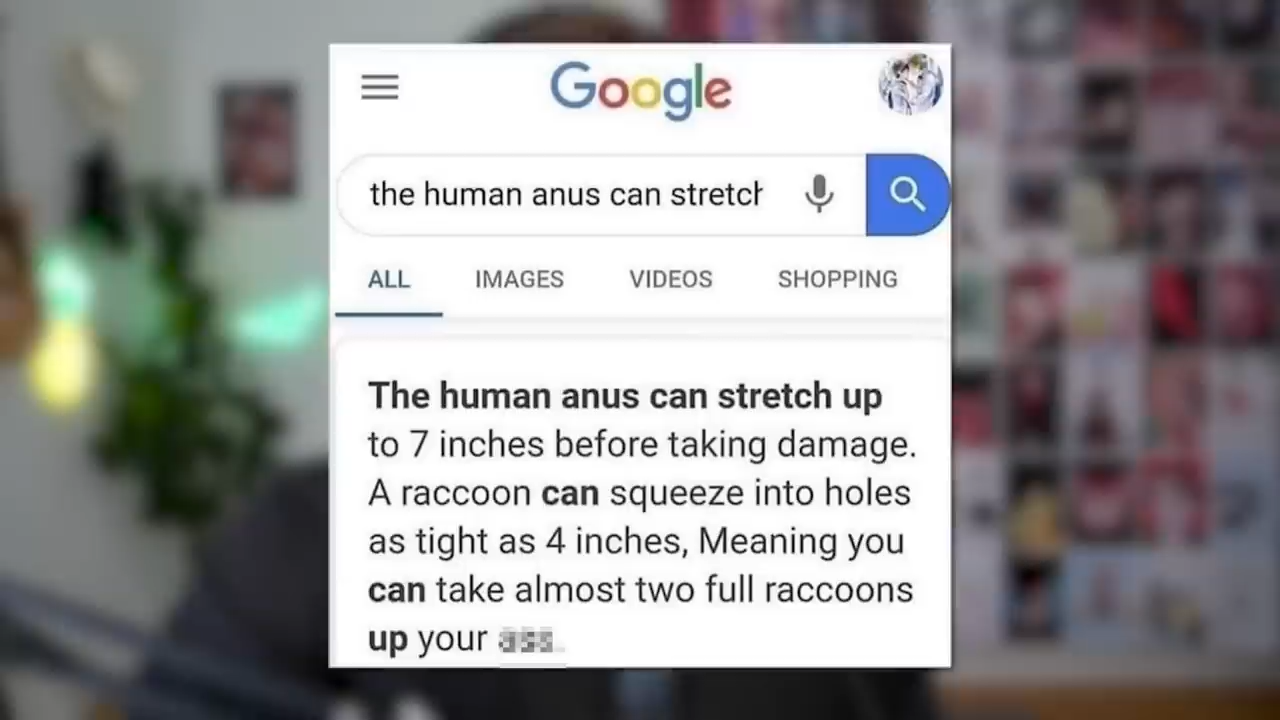 Google
the human anus can stretch
ALL IMAGES VIDEOS SHOPPING
The human anus can stretch up
to 7 inches before taking damage.
A raccoon can squeeze into holes
as tight as 4 inches, Meaning you
can take almost two full raccoons
up your